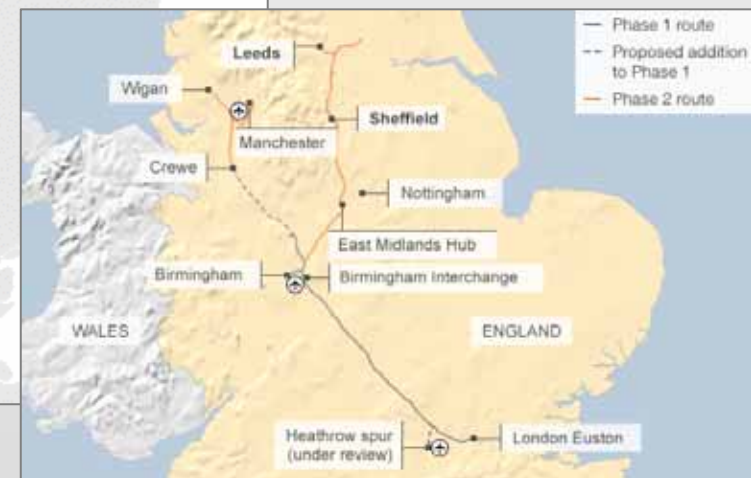 Phase 1 route
Proposed addition
to Phase 1
Phase 2 route
Leeds
Wigan
Sheffield
Manchester
Crewe
Nottingham
East Midlands Hub
Birmingham
Birmingham Interchange
WALES
ENGLAND
Heathrow spur
(under review)
London Euston